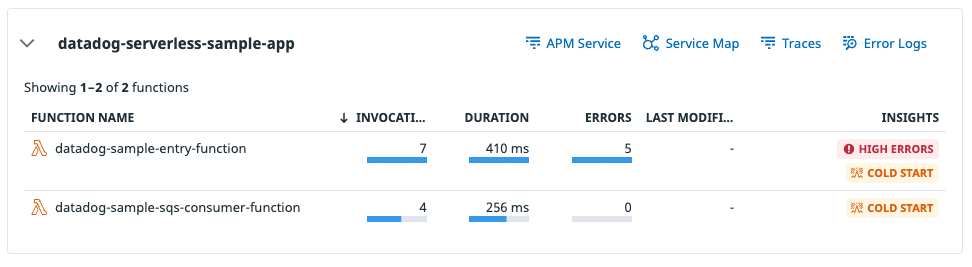 datadog-serverless-sample-app APM Service Service Map Traces Error Logs
Showing 1–2 of 2 functions
FUNCTION NAME ↓ INVOCATI... DURATION ERRORS LAST MODIFI... INSIGHTS
datadog-sample-entry-function 7 410 ms 5 - HIGH ERRORS
COLD START
datadog-sample-sqs-consumer-function 4 256 ms 0 - COLD START